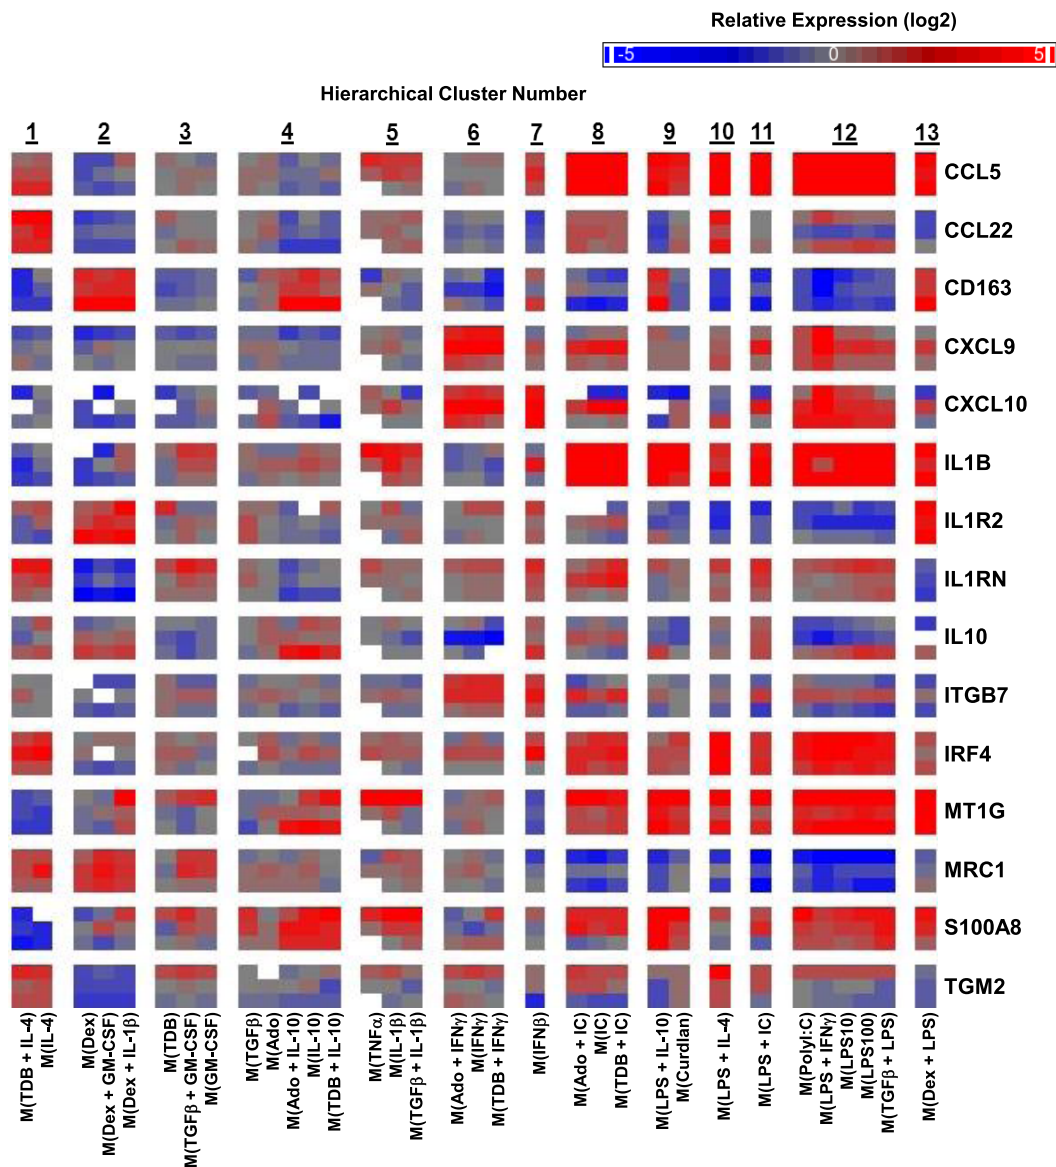 Relative Expression (log2)
-5 0 5
Hierarchical Cluster Number
1 2 3 4 5 6 7 8 9 10 11 12 13
CCL5
CCL22
CD163
CXCL9
CXCL10
IL1B
IL1R2
IL1RN
IL10
ITGB7
IRF4
MT1G
MRC1
S100A8
TGM2
M(TDB + IL-4)
M(IL-4)
M(Dex)
M(Dex + GM-CSF)
M(Dex + IL-1β)
M(TDB)
M(TGFβ + GM-CSF)
M(GM-CSF)
M(TGFβ)
M(Ado)
M(Ado + IL-10)
M(IL-10)
M(TDB + IL-10)
M(TNFα)
M(IL-1β)
M(TGFβ + IL-1β)
M(Ado + IFNγ)
M(IFNγ)
M(TDB + IFNγ)
M(IFNβ)
M(Ado + IC)
M(IC)
M(TDB + IC)
M(LPS + IL-10)
M(Curdlan)
M(LPS + IL-4)
M(LPS + IC)
M(PolyI:C)
M(LPS + IFNγ)
M(LPS10)
M(LPS100)
M(TGFβ + LPS)
M(Dex + LPS)